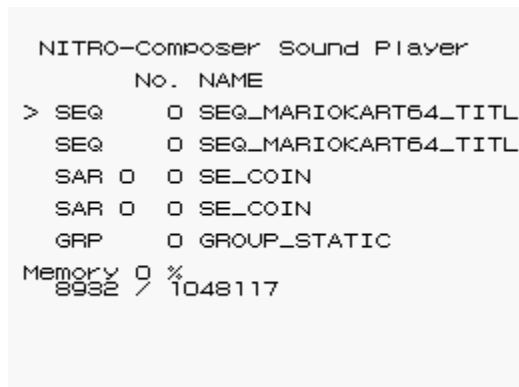 NITRO-Composer Sound Player
No. NAME
> SEQ 0 SEQ_MARIOKART64_TITL
SEQ 0 SEQ_MARIOKART64_TITL
SAR 0 0 SE_COIN
SAR 0 0 SE_COIN
GRP 0 GROUP_STATIC
Memory 0 %
8932 / 1048117